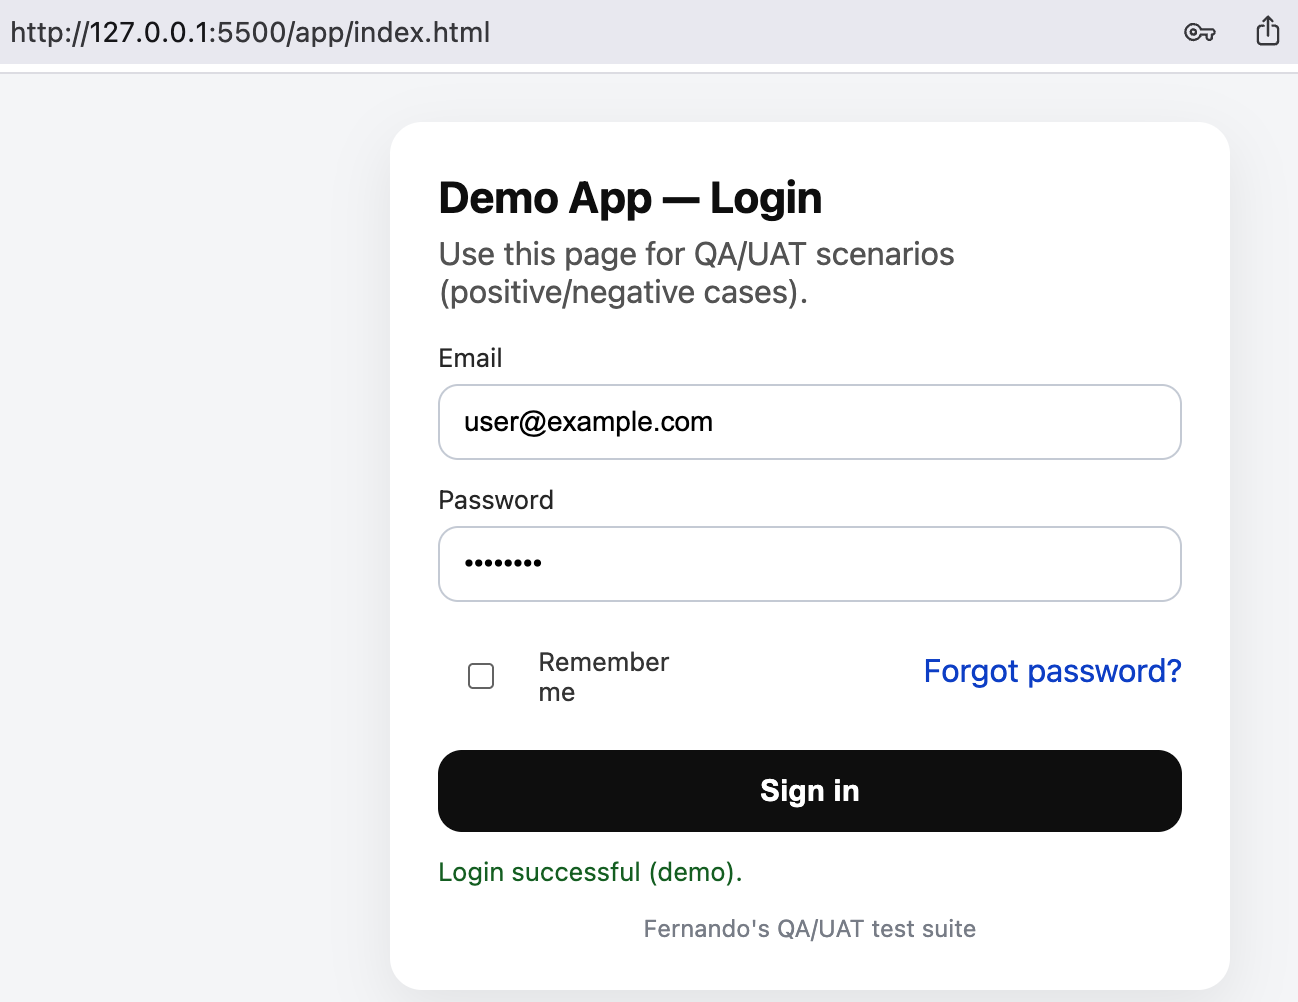 http://127.0.0.1:5500/app/index.html
Demo App — Login
Use this page for QA/UAT scenarios
(positive/negative cases).
Email
user@example.com
Password
••••••••
Remember
me
Forgot password?
Sign in
Login successful (demo).
Fernando's QA/UAT test suite